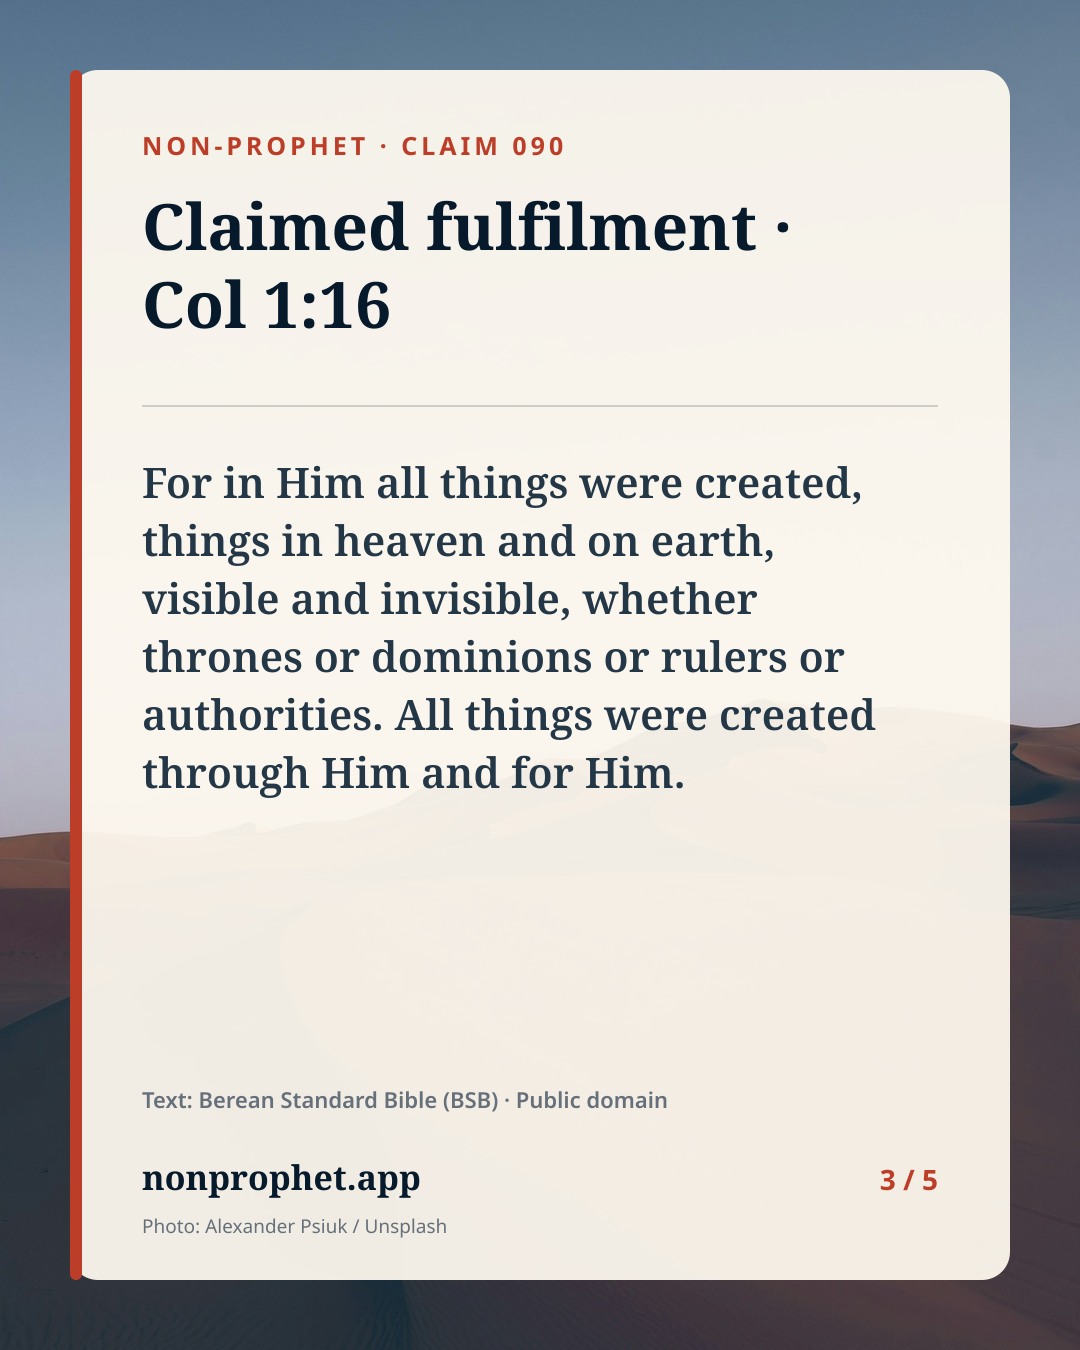 NON-PROPHET · CLAIM 090
Claimed fulfilment ·
Col 1:16
For in Him all things were created,
things in heaven and on earth,
visible and invisible, whether
thrones or dominions or rulers or
authorities. All things were created
through Him and for Him.
Text: Berean Standard Bible (BSB) · Public domain
nonprophet.app
3 / 5
Photo: Alexander Psiuk / Unsplash